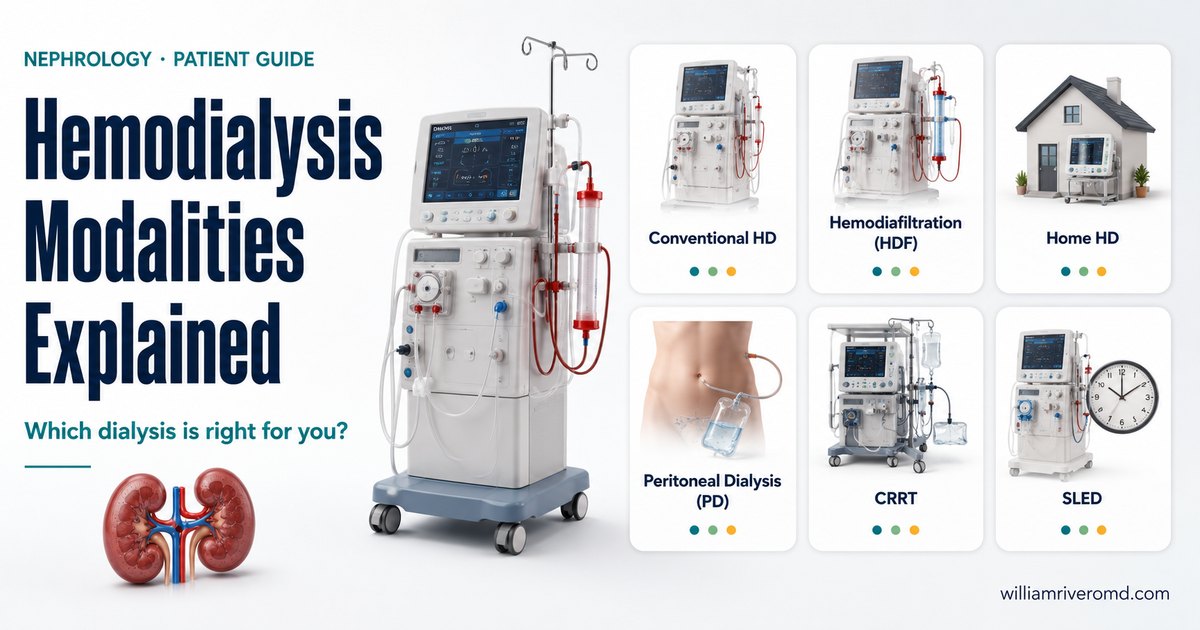 NEPHROLOGY · PATIENT GUIDE
Hemodialysis
Modalities
Explained
Which dialysis is right for you?
Conventional HD
Hemodiafiltration
(HDF)
Home HD
Peritoneal Dialysis
(PD)
CRRT
SLED
williamriveromd.com